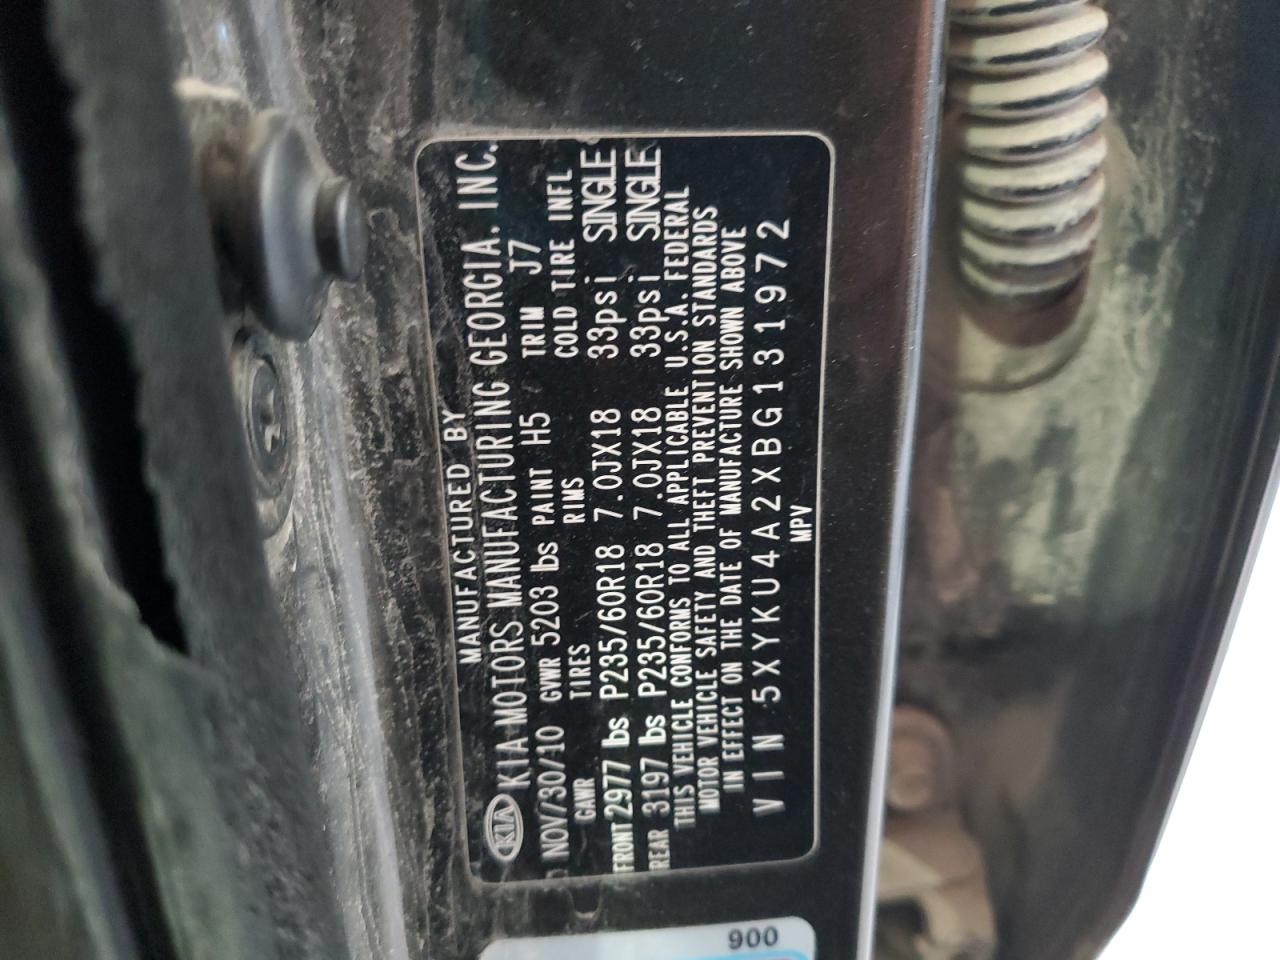 MANUFACTURED BY
KIA KIA MOTORS MANUFACTURING GEORGIA, INC.
NOV/30/10 GVWR 5203 lbs PAINT H5 TRIM J7
GAWR TIRES RIMS COLD TIRE INFL
FRONT 2977 lbs P235/60R18 7.0JX18 33psi SINGLE
REAR 3197 lbs P235/60R18 7.0JX18 33psi SINGLE
THIS VEHICLE CONFORMS TO ALL APPLICABLE U.S.A. FEDERAL
MOTOR VEHICLE SAFETY AND THEFT PREVENTION STANDARDS
IN EFFECT ON THE DATE OF MANUFACTURE SHOWN ABOVE
VIN 5XYKU4A2XBG131972
MPV
900